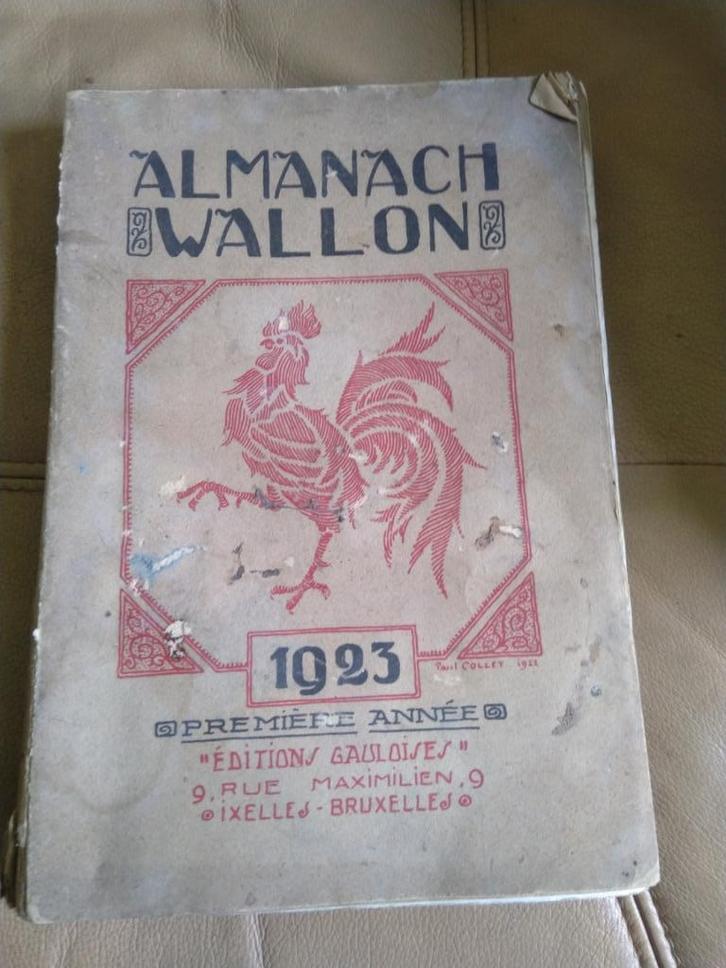 ALMANACH
WALLON
1923
Paul COLLET 1922
PREMIÈRE ANNÉE
"ÉDITIONS GAULOISES"
9, RUE MAXIMILIEN, 9
IXELLES - BRUXELLES